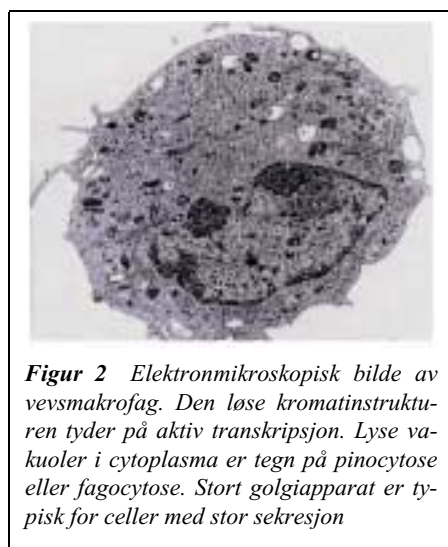 Figur 2 Elektronmikroskopisk bilde av
vevsmakrofag. Den løse kromatinstruktu-
ren tyder på aktiv transkripsjon. Lyse va-
kuoler i cytoplasma er tegn på pinocytose
eller fagocytose. Stort golgiapparat er ty-
pisk for celler med stor sekresjon